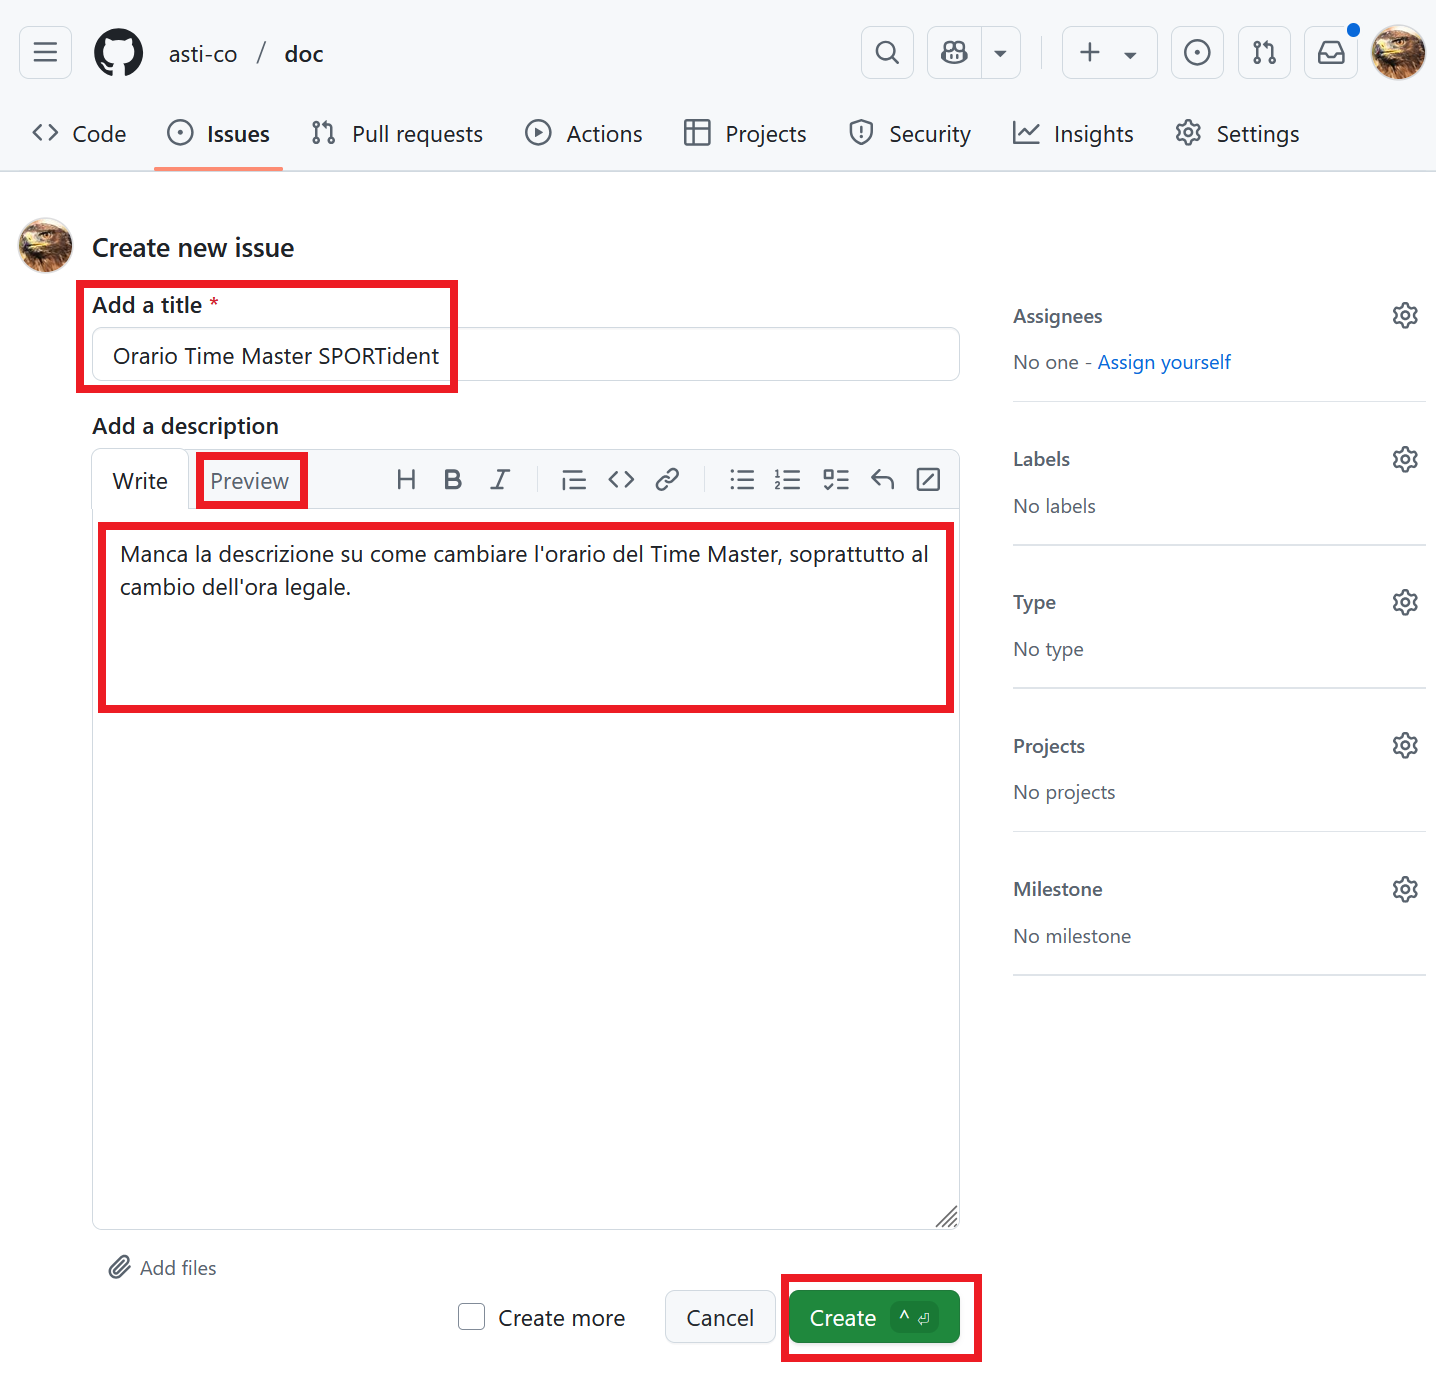 asti-co / doc
Code Issues Pull requests Actions Projects Security Insights Settings
Create new issue
Add a title *
Orario Time Master SPORTident
Add a description
Write Preview
Manca la descrizione su come cambiare l'orario del Time Master, soprattutto al
cambio dell'ora legale.
Add files
Create more Cancel Create
Assignees
No one - Assign yourself
Labels
No labels
Type
No type
Projects
No projects
Milestone
No milestone